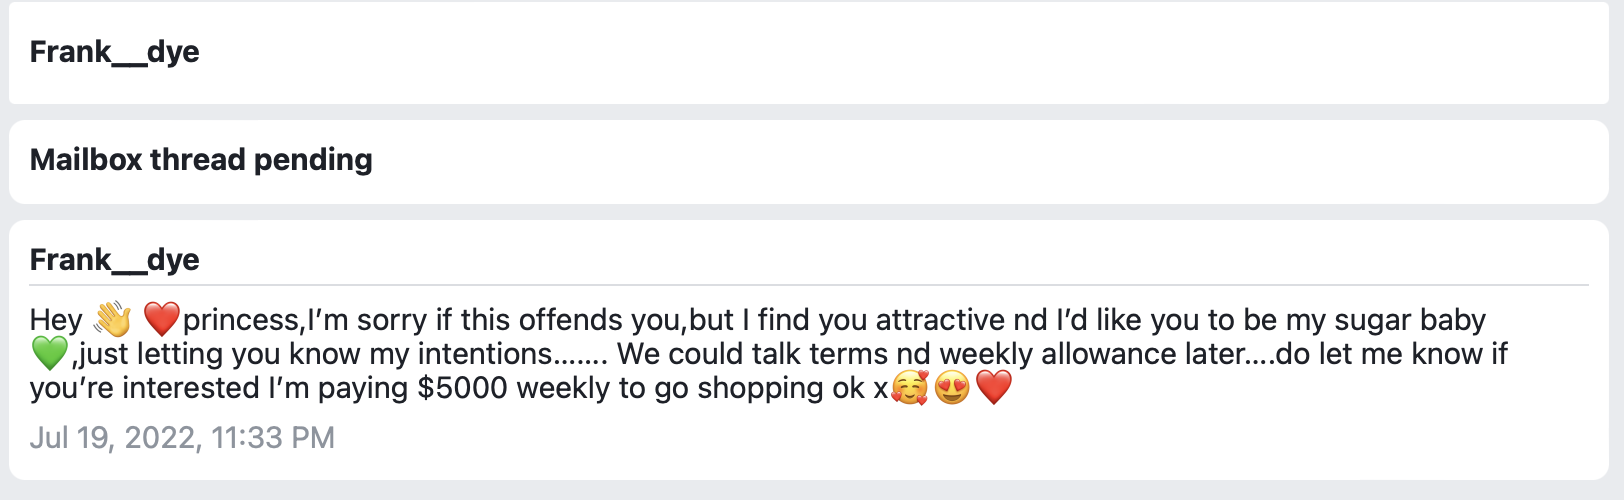 Frank__dye
Mailbox thread pending
Frank__dye
Hey 👋 ❤️princess,I’m sorry if this offends you,but I find you attractive nd I’d like you to be my sugar baby
💚,just letting you know my intentions....... We could talk terms nd weekly allowance later....do let me know if
you’re interested I’m paying $5000 weekly to go shopping ok x🥰😍❤️
Jul 19, 2022, 11:33 PM